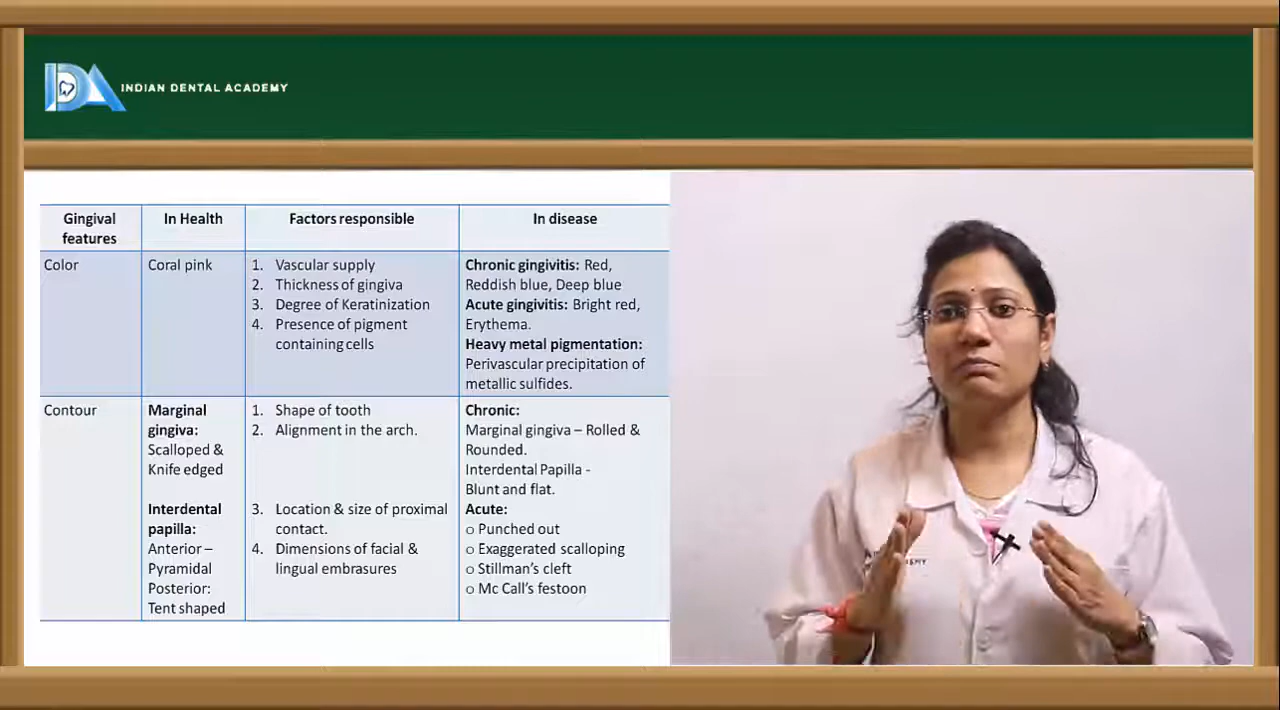 IDA INDIAN DENTAL ACADEMY
Gingival features
In Health
Factors responsible
In disease
Color
Coral pink
1. Vascular supply
2. Thickness of gingiva
3. Degree of Keratinization
4. Presence of pigment
containing cells
Chronic gingivitis: Red,
Reddish blue, Deep blue
Acute gingivitis: Bright red,
Erythema.
Heavy metal pigmentation:
Perivascular precipitation of
metallic sulfides.
Contour
Marginal
gingiva:
Scalloped &
Knife edged
Interdental
papilla:
Anterior –
Pyramidal
Posterior:
Tent shaped
1. Shape of tooth
2. Alignment in the arch.
3. Location & size of proximal
contact.
4. Dimensions of facial &
lingual embrasures
Chronic:
Marginal gingiva – Rolled &
Rounded.
Interdental Papilla -
Blunt and flat.
Acute:
o Punched out
o Exaggerated scalloping
o Stillman's cleft
o Mc Call's festoon